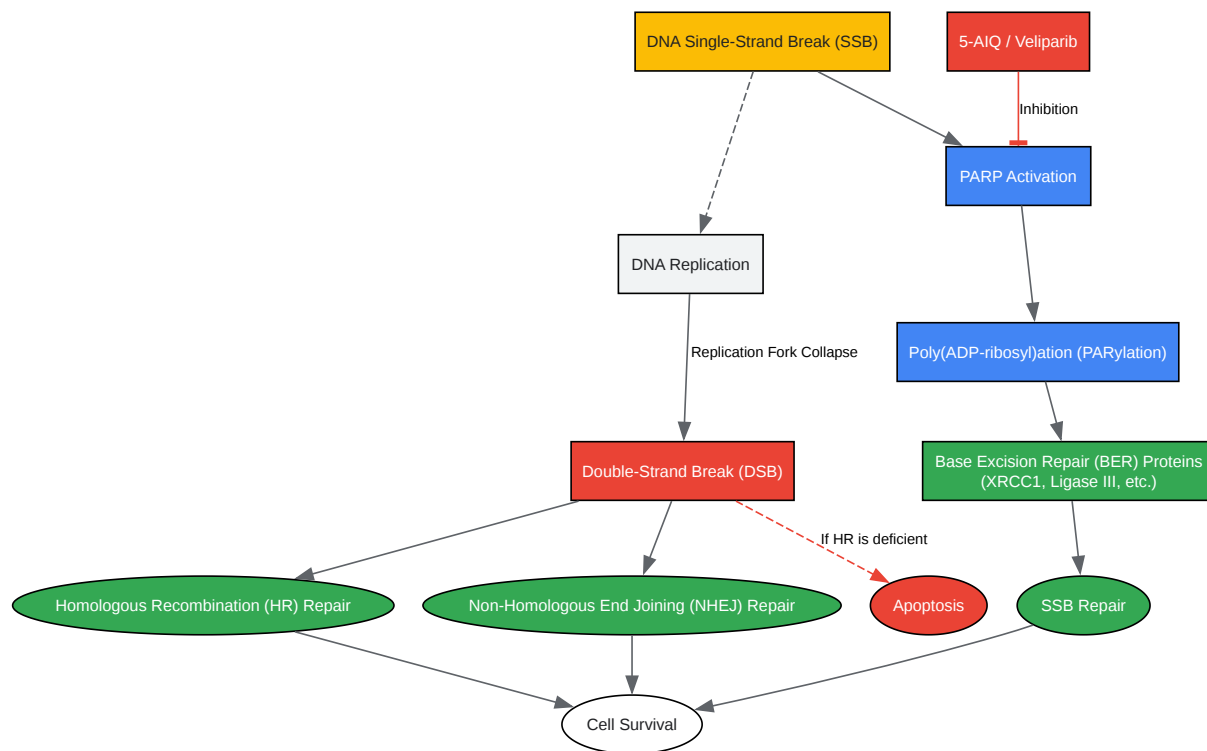 DNA Single-Strand Break (SSB)
5-AIQ / Veliparib
Inhibition
PARP Activation
DNA Replication
Poly(ADP-ribosyl)ation (PARylation)
Replication Fork Collapse
Double-Strand Break (DSB)
Base Excision Repair (BER) Proteins
(XRCC1, Ligase III, etc.)
If HR is deficient
Homologous Recombination (HR) Repair
Non-Homologous End Joining (NHEJ) Repair
Apoptosis
SSB Repair
Cell Survival